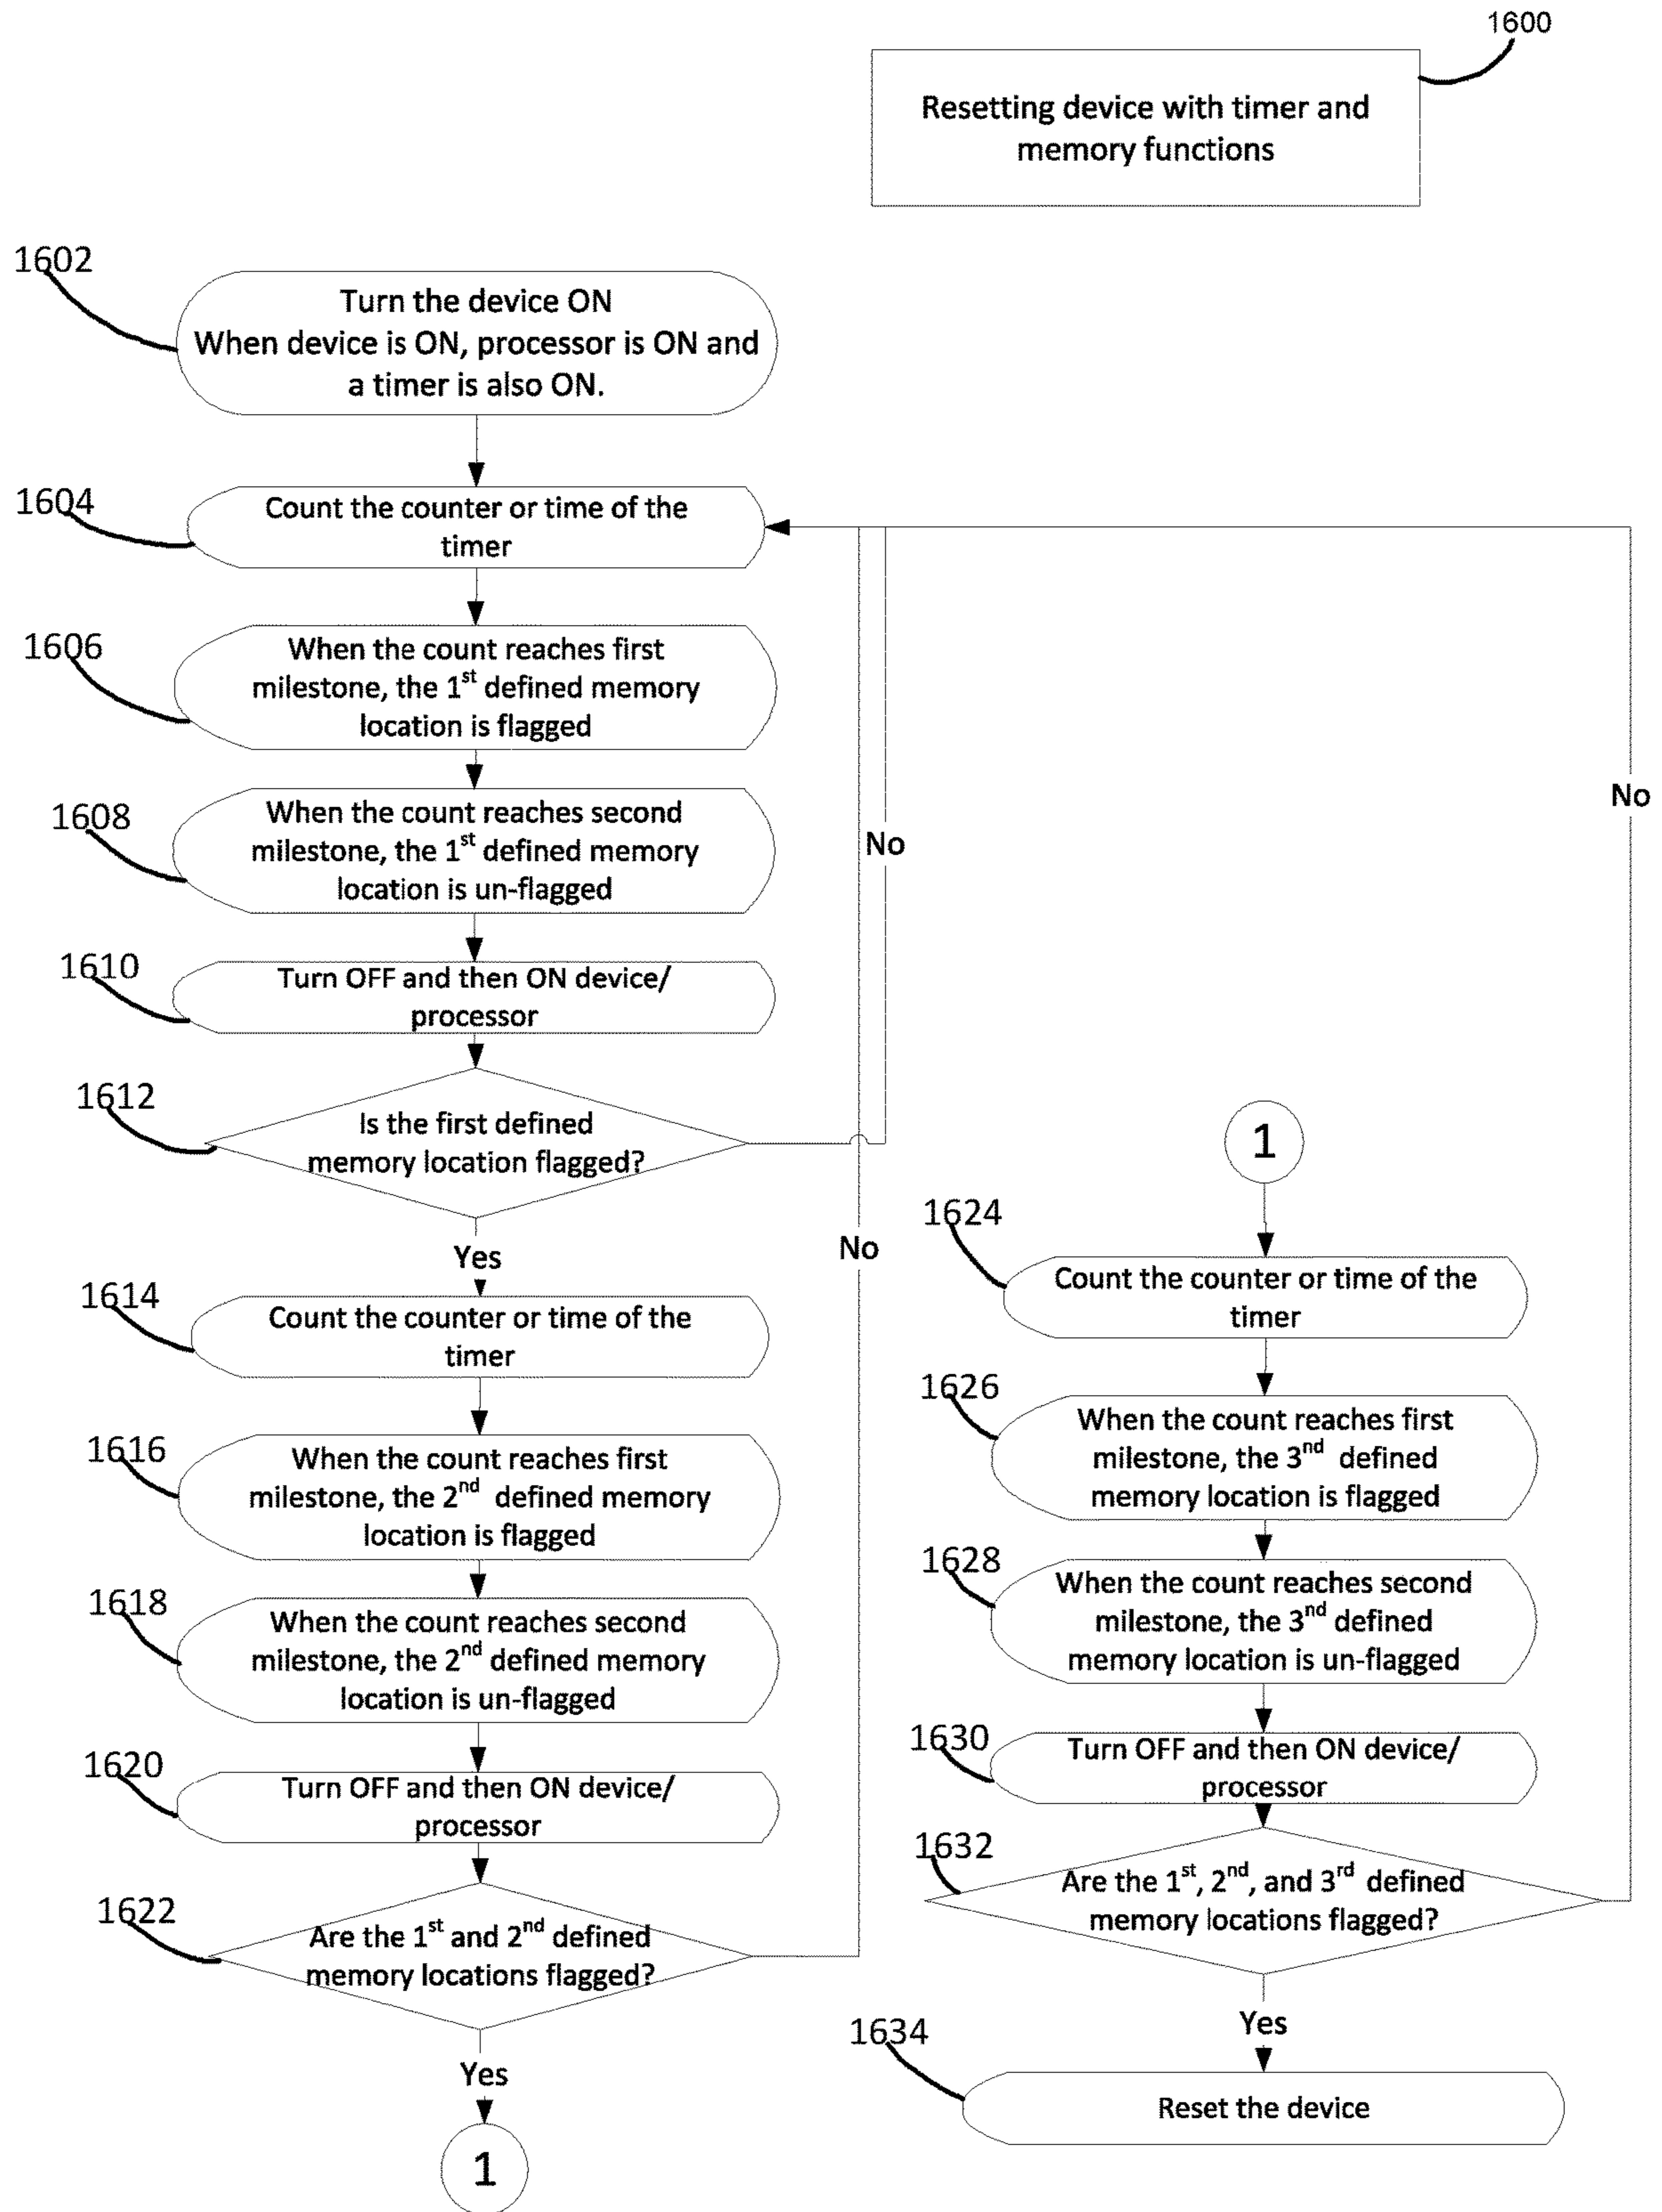 1600
Resetting device with timer and
memory functions
1602
Turn the device ON
When device is ON, processor is ON and
a timer is also ON.
1604
Count the counter or time of the
timer
1606
When the count reaches first
milestone, the 1st defined memory
location is flagged
1608
When the count reaches second
milestone, the 1st defined memory
location is un-flagged
No
No
1610
Turn OFF and then ON device/
processor
1612
Is the first defined
memory location flagged?
Yes
No
1614
Count the counter or time of the
timer
1616
When the count reaches first
milestone, the 2nd defined memory
location is flagged
1618
When the count reaches second
milestone, the 2nd defined memory
location is un-flagged
1620
Turn OFF and then ON device/
processor
1622
Are the 1st and 2nd defined
memory locations flagged?
Yes
1
1
1624
Count the counter or time of the
timer
1626
When the count reaches first
milestone, the 3nd defined
memory location is flagged
1628
When the count reaches second
milestone, the 3nd defined
memory location is un-flagged
1630
Turn OFF and then ON device/
processor
1632
Are the 1st, 2nd, and 3rd defined
memory locations flagged?
Yes
1634
Reset the device